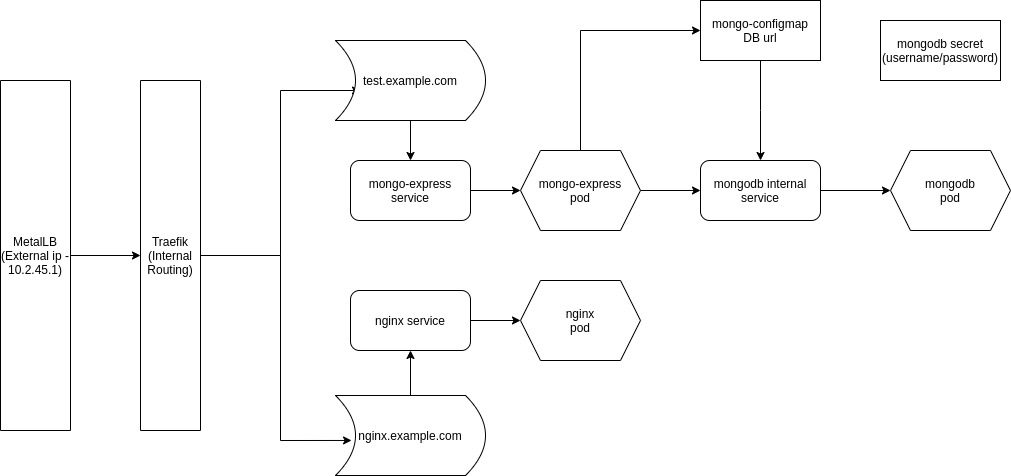 mongo-configmap
DB url
mongodb secret
(username/password)
test.example.com
mongo-express
service
mongo-express
pod
mongodb internal
service
mongodb
pod
MetalLB
(External ip -
10.2.45.1)
Traefik
(Internal
Routing)
nginx service
nginx
pod
nginx.example.com